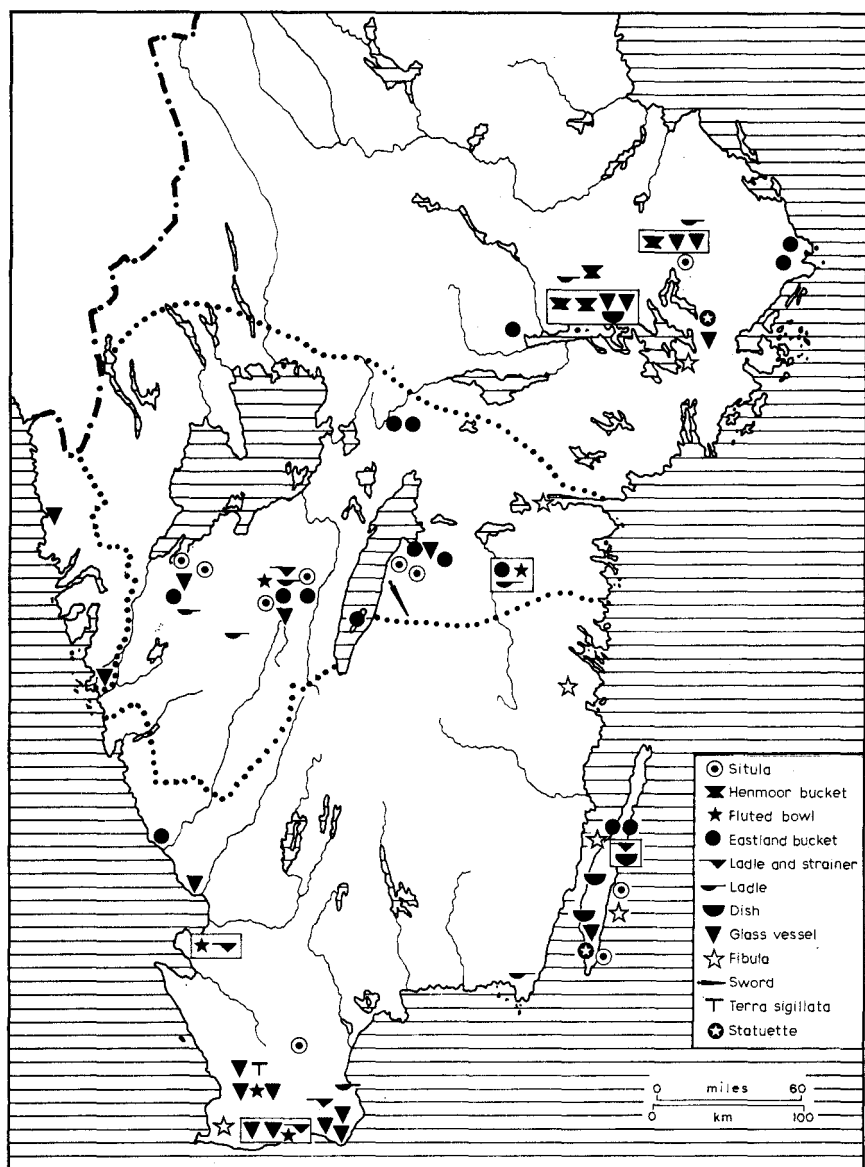 Situla
Henmoor bucket
Fluted bowl
Eastland bucket
Ladle and strainer
Ladle
Dish
Glass vessel
Fibula
Sword
Terra sigillata
Statuette
0 miles 60
0 km 100